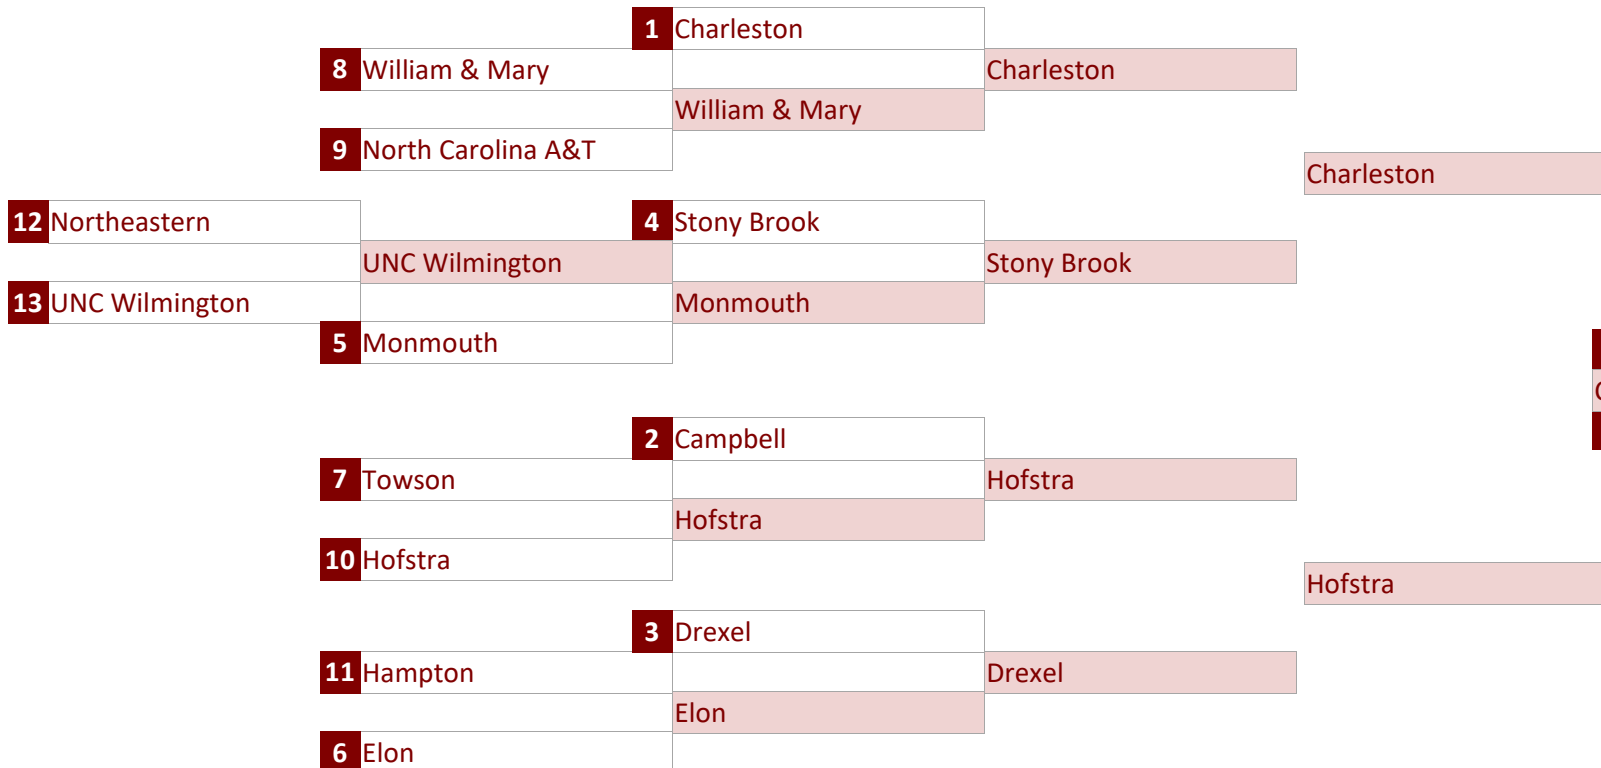 1 Charleston
8 William & Mary
Charleston
William & Mary
9 North Carolina A&T
Charleston
12 Northeastern
4 Stony Brook
UNC Wilmington
Stony Brook
13 UNC Wilmington
Monmouth
5 Monmouth
2 Campbell
7 Towson
Hofstra
Hofstra
10 Hofstra
Hofstra
3 Drexel
11 Hampton
Drexel
Elon
6 Elon